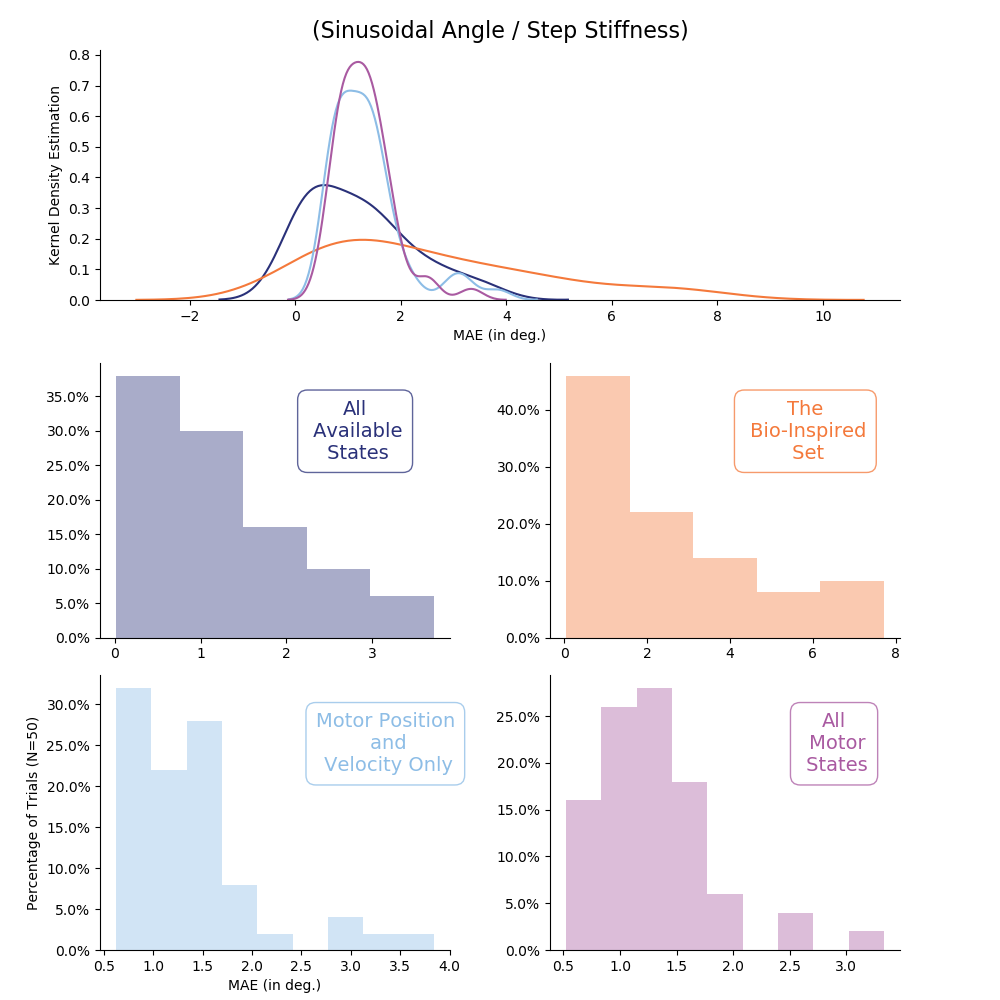 (Sinusoidal Angle / Step Stiffness)
0.8
0.7
0.6
0.5
0.4
0.3
0.2
0.1
0.0
Kernel Density Estimation
−2 0 2 4 6 8 10
MAE (in deg.)
35.0%
30.0%
25.0%
20.0%
15.0%
10.0%
5.0%
0.0%
0 1 2 3
All
Available
States
40.0%
30.0%
20.0%
10.0%
0.0%
0 2 4 6 8
The
Bio-Inspired
Set
30.0%
25.0%
20.0%
15.0%
10.0%
5.0%
0.0%
Percentage of Trials (N=50)
0.5 1.0 1.5 2.0 2.5 3.0 3.5 4.0
MAE (in deg.)
Motor Position
and
Velocity Only
25.0%
20.0%
15.0%
10.0%
5.0%
0.0%
0.5 1.0 1.5 2.0 2.5 3.0
All
Motor
States